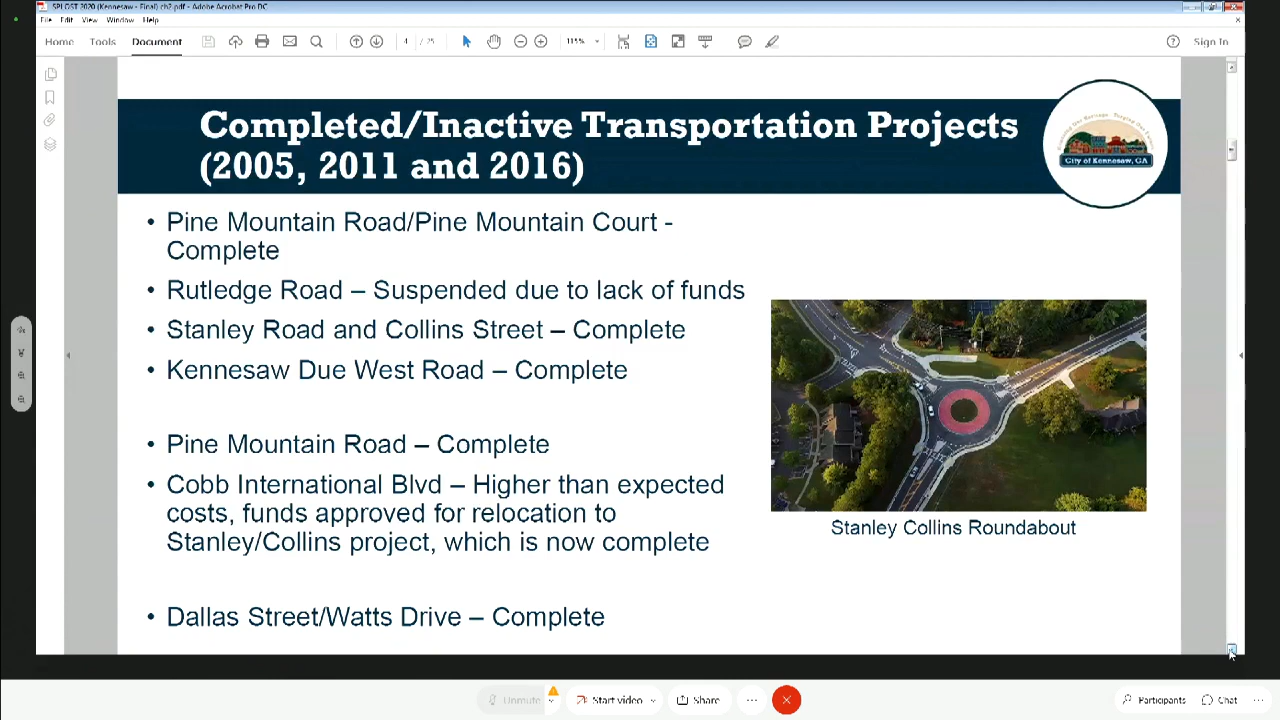 SPLOST 2020 (Kennesaw - Final) ch2.pdf - Adobe Acrobat Pro DC
File Edit View Window Help
Home Tools Document 4 / 25 115% Sign In
Completed/Inactive Transportation Projects
(2005, 2011 and 2016)
City of Kennesaw, GA
• Pine Mountain Road/Pine Mountain Court -
Complete
• Rutledge Road – Suspended due to lack of funds
• Stanley Road and Collins Street – Complete
• Kennesaw Due West Road – Complete
• Pine Mountain Road – Complete
• Cobb International Blvd – Higher than expected
costs, funds approved for relocation to
Stanley/Collins project, which is now complete
Stanley Collins Roundabout
• Dallas Street/Watts Drive – Complete
Unmute Start video Share Participants Chat